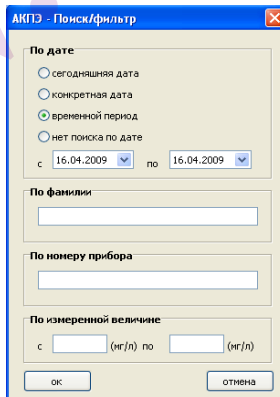 АКПЭ - Поиск/фильтр
По дате
сегодняшняя дата
конкретная дата
временной период
нет поиска по дате
с 16.04.2009 по 16.04.2009
По фамилии
По номеру прибора
По измеренной величине
с (мг/л) по (мг/л)
ок отмена